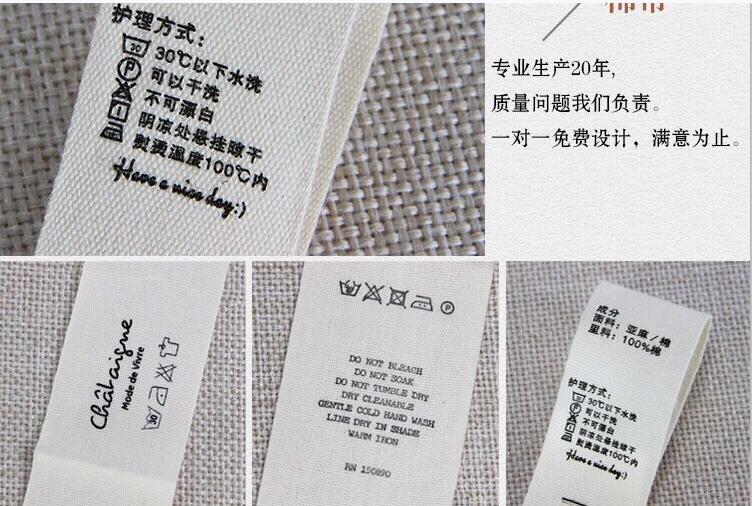 护理方式:
30℃以下水洗
可以干洗
不可漂白
阴凉处悬挂晾干
熨烫温度100℃内
Have a nice day:)
棉带
专业生产20年,
质量问题我们负责。
一对一免费设计，满意为止。
Châtaigne
Mode de Vivre
30
DO NOT BLEACH
DO NOT SOAK
DO NOT TUMBLE DRY
DRY CLEANABLE
GENTLE COLD HAND WASH
LINE DRY IN SHADE
WARM IRON
RN 150890
成分
面料: 亚麻/棉
里料: 100%棉
护理方式:
30℃以下水洗
可以干洗
不可漂白
阴凉处悬挂晾干
熨烫温度100℃内
Have a nice day:)